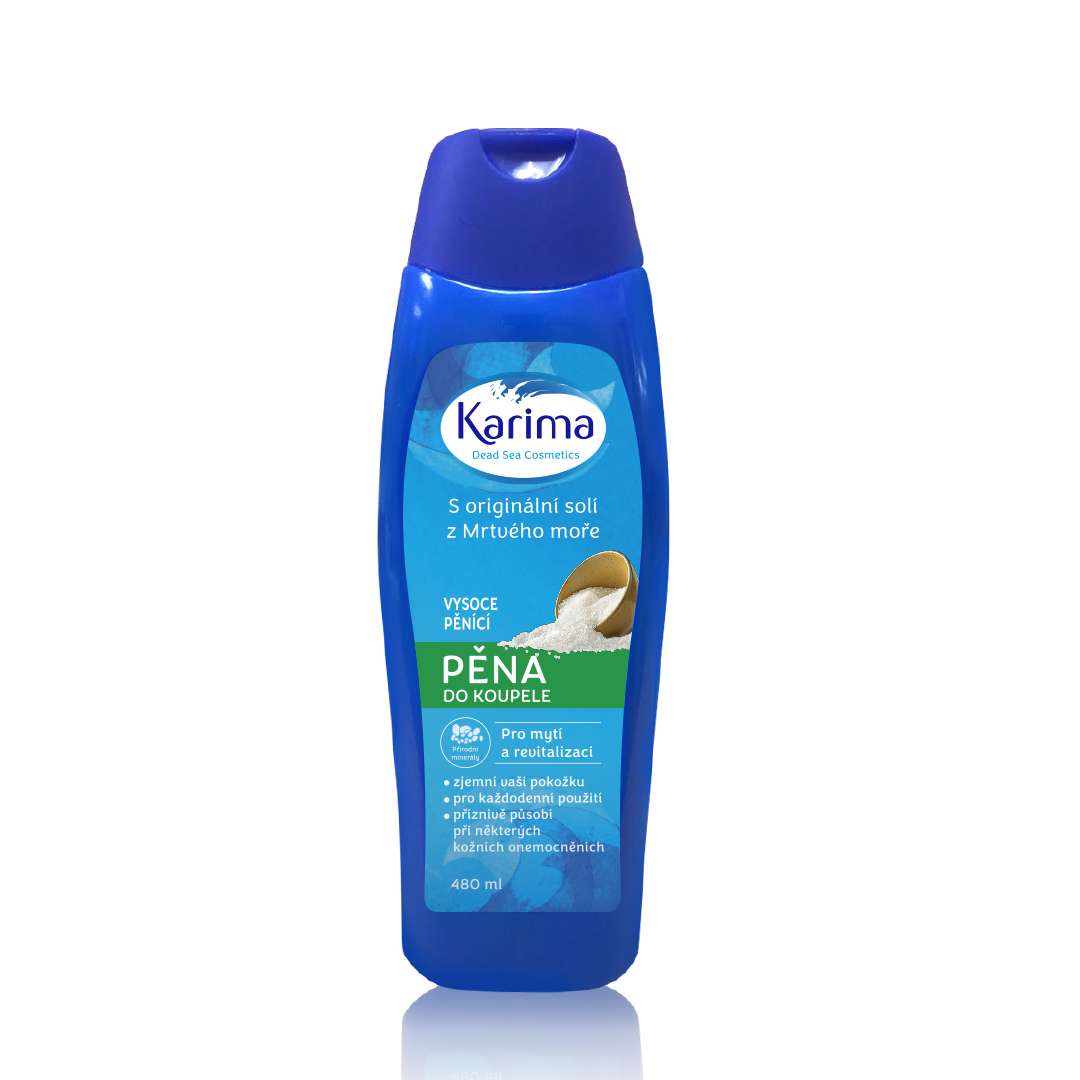 Karima
Dead Sea Cosmetics
S originální solí
z Mrtvého moře
VYSOCE
PĚNÍCÍ
PĚNA
DO KOUPELE
Přírodní
minerály
Pro mytí
a revitalizaci
• zjemní vaši pokožku
• pro každodenní použití
• příznivě působí
při některých
kožních onemocněních
480 ml